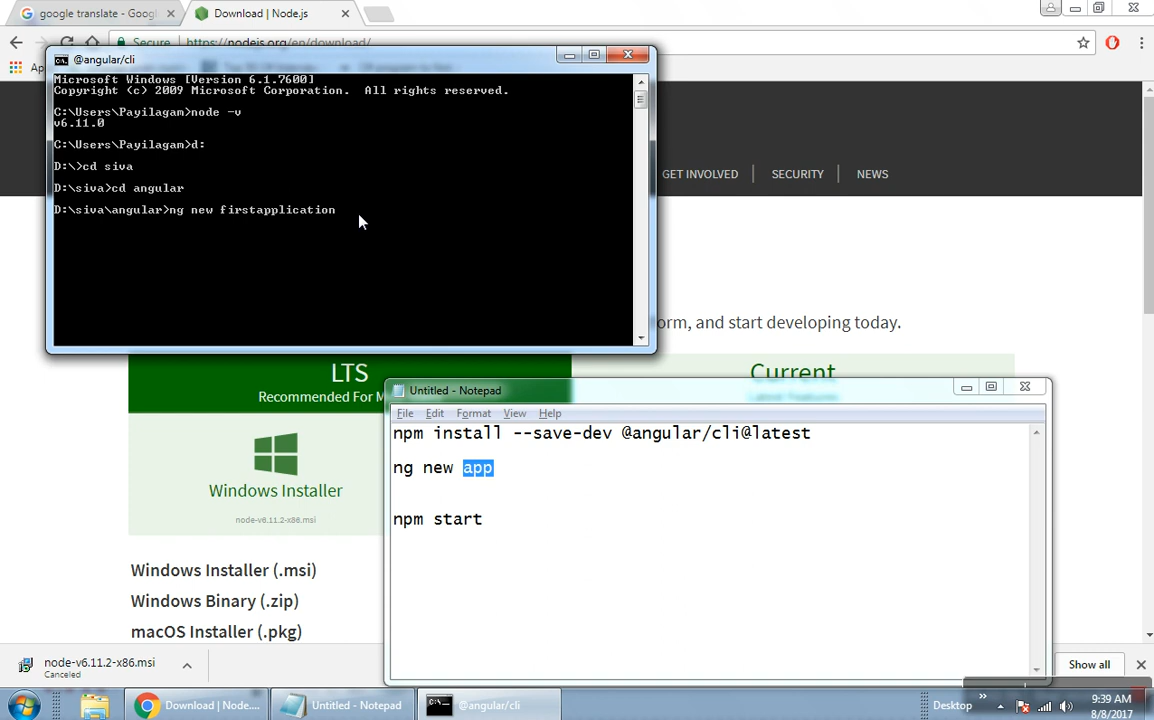 google translate - Googl
Download | Node.js
Secure
https://nodejs.org/en/download/
Ap
@angular/cli
Microsoft Windows [Version 6.1.7600]
Copyright (c) 2009 Microsoft Corporation.  All rights reserved.
C:\Users\Payilagam>node -v
v6.11.0
C:\Users\Payilagam>d:
D:\>cd siva
D:\siva>cd angular
D:\siva\angular>ng new firstapplication
GET INVOLVED
SECURITY
NEWS
orm, and start developing today.
LTS
Recommended For M
Current
Windows Installer
node-v6.11.2-x86.msi
Windows Installer (.msi)
Windows Binary (.zip)
macOS Installer (.pkg)
Untitled - Notepad
File Edit Format View Help
npm install --save-dev @angular/cli@latest
ng new app
npm start
node-v6.11.2-x86.msi
Canceled
Show all
Download | Node....
Untitled - Notepad
@angular/cli
Desktop
9:39 AM
8/8/2017